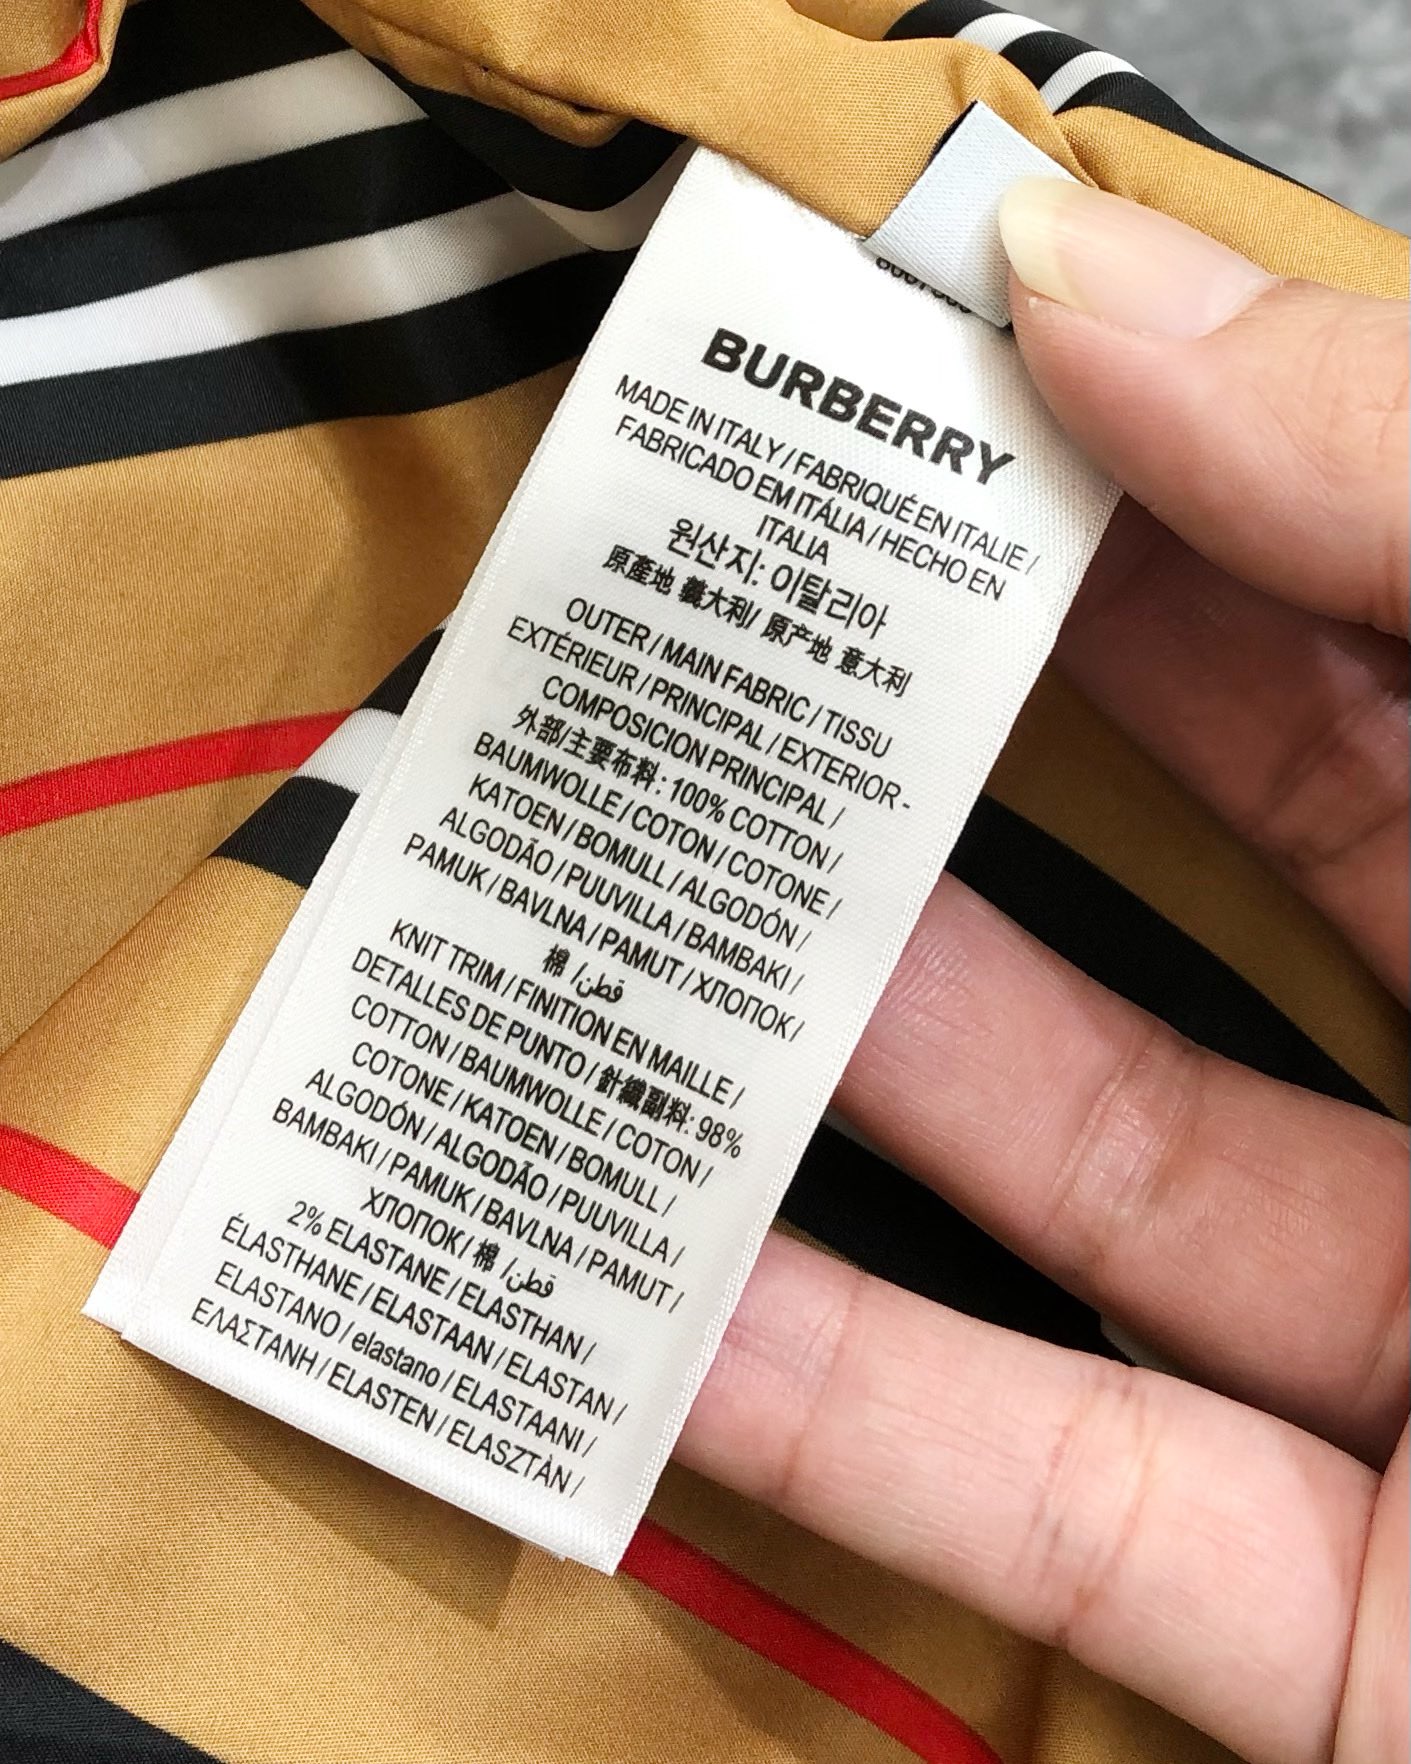 BURBERRY
MADE IN ITALY / FABRIQUÉ EN ITALIE /
FABRICADO EM ITÁLIA / HECHO EN
ITALIA
원산지: 이탈리아
原產地 義大利/ 原产地 意大利
OUTER / MAIN FABRIC / TISSU
EXTÉRIEUR / PRINCIPAL / EXTERIOR-
COMPOSICION PRINCIPAL /
外部/主要布料: 100% COTTON /
BAUMWOLLE / COTON / COTONE /
KATOEN / BOMULL / ALGODÓN /
ALGODÃO / PUUVILLA / BAMBAKI /
PAMUK / BAVLNA / PAMUT / ХЛОПОК /
棉 / قطن
KNIT TRIM / FINITION EN MAILLE /
DETALLES DE PUNTO / 針織副料: 98%
COTTON / BAUMWOLLE / COTON /
COTONE / KATOEN / BOMULL /
ALGODÓN / ALGODÃO / PUUVILLA /
BAMBAKI / PAMUK / BAVLNA / PAMUT /
ХЛОПОК / 棉 / قطن
2% ELASTANE / ELASTHAN /
ÉLASTHANE / ELASTAAN / ELASTAN /
ELASTANO / elastano / ELASTAANI /
ΕΛΑΣΤΑΝΗ / ELASTEN / ELASZTÀN /